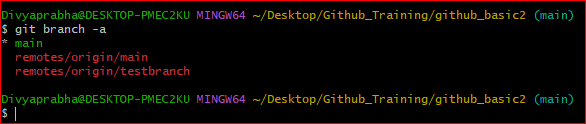 Divyaprabha@DESKTOP-PMEC2KU MINGW64 ~/Desktop/Github_Training/github_basic2 (main)
$ git branch -a
* main
  remotes/origin/main
  remotes/origin/testbranch
Divyaprabha@DESKTOP-PMEC2KU MINGW64 ~/Desktop/Github_Training/github_basic2 (main)
$